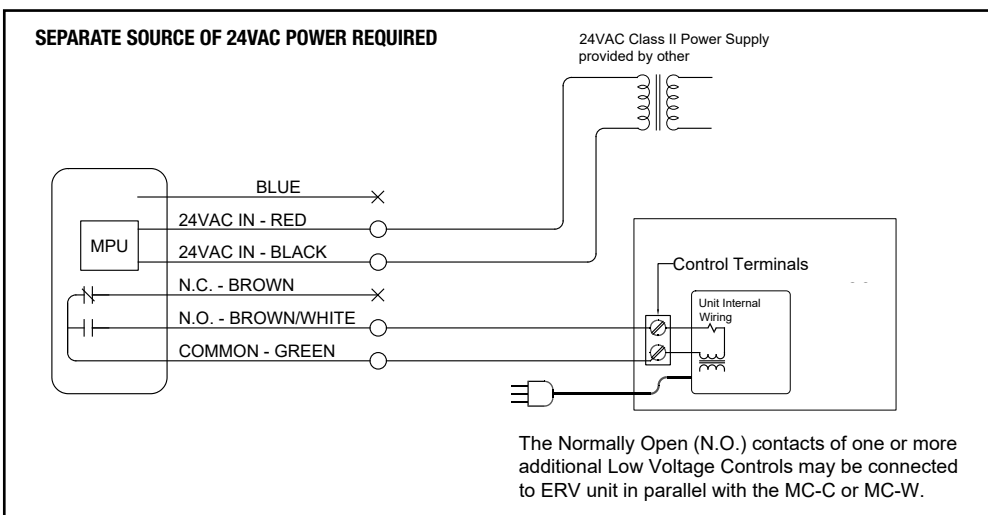 SEPARATE SOURCE OF 24VAC POWER REQUIRED
24VAC Class II Power Supply
provided by other
BLUE
24VAC IN - RED
MPU
24VAC IN - BLACK
N.C. - BROWN
N.O. - BROWN/WHITE
COMMON - GREEN
Control Terminals
Unit Internal
Wiring
The Normally Open (N.O.) contacts of one or more
additional Low Voltage Controls may be connected
to ERV unit in parallel with the MC-C or MC-W.